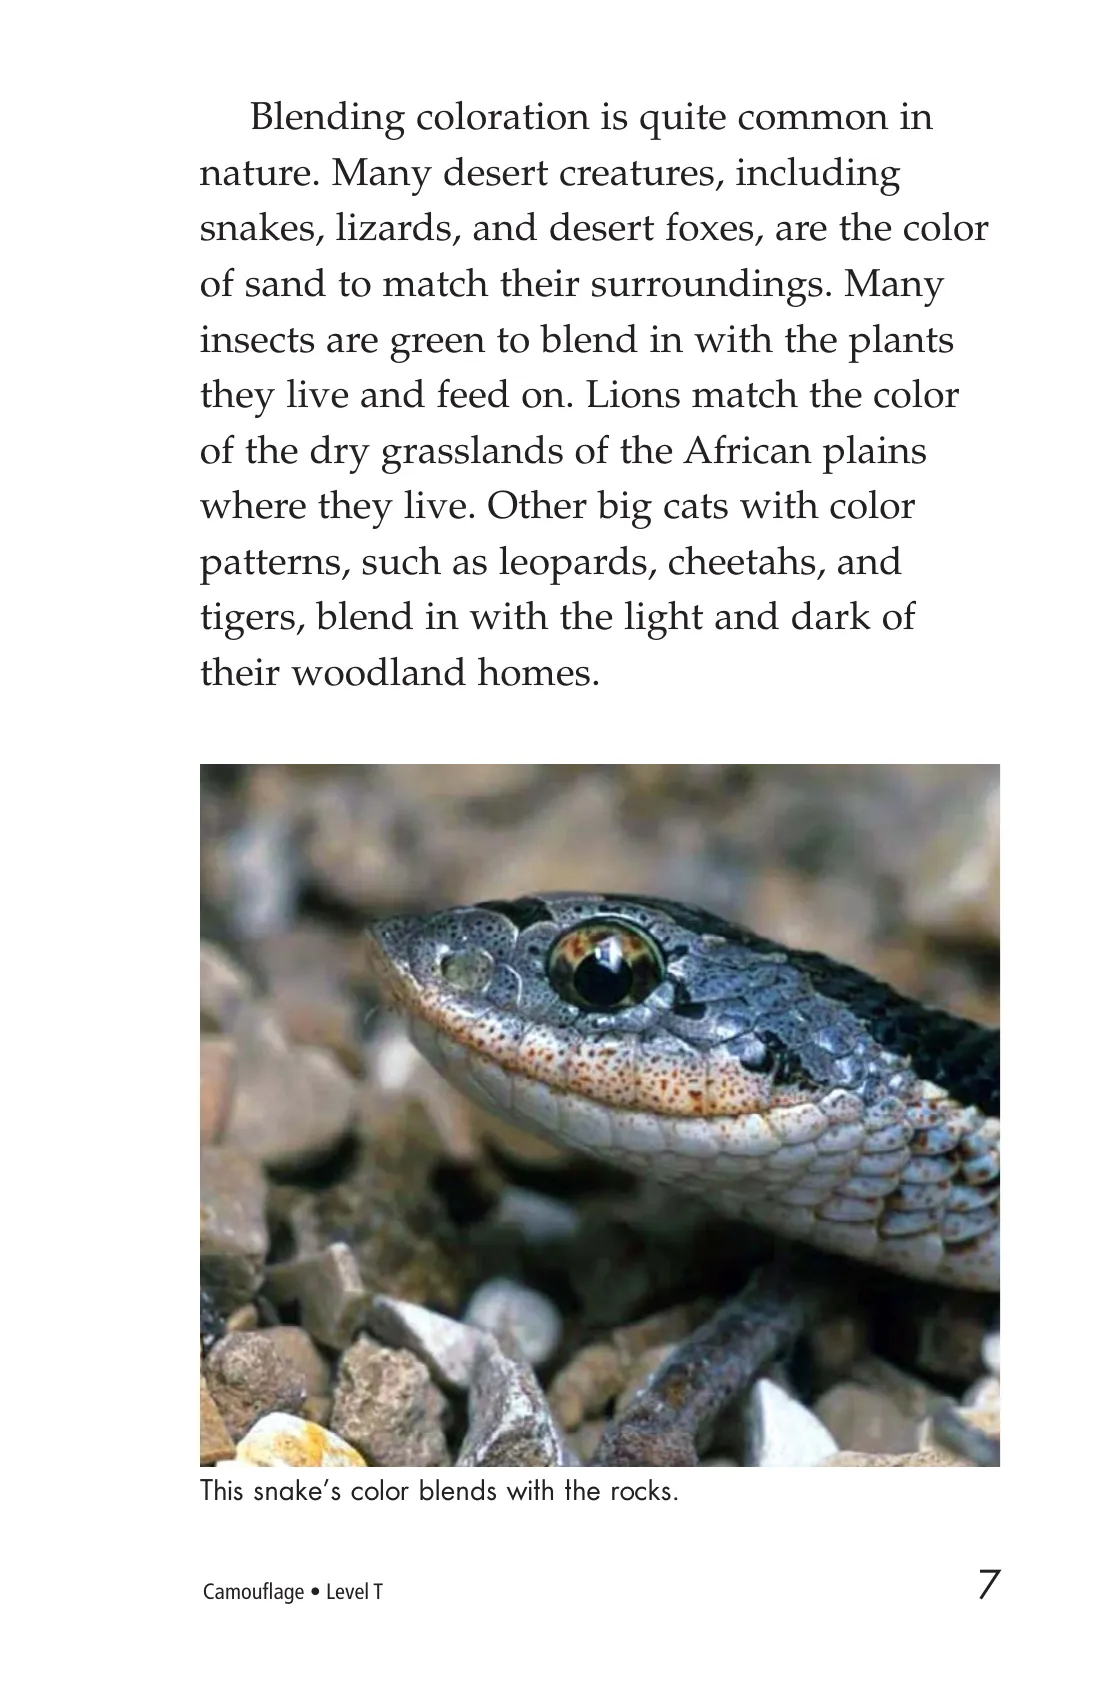 Blending coloration is quite common in
nature. Many desert creatures, including
snakes, lizards, and desert foxes, are the color
of sand to match their surroundings. Many
insects are green to blend in with the plants
they live and feed on. Lions match the color
of the dry grasslands of the African plains
where they live. Other big cats with color
patterns, such as leopards, cheetahs, and
tigers, blend in with the light and dark of
their woodland homes.
This snake's color blends with the rocks.
Camouflage • Level T
7